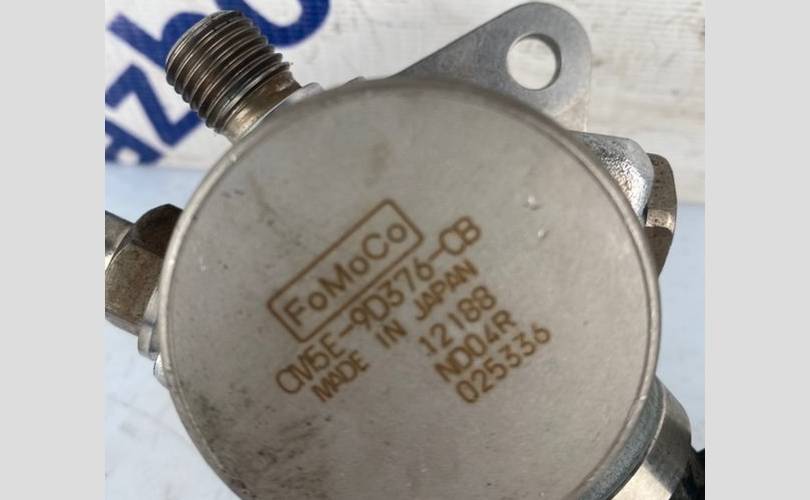 FoMoCo
CM5E-9D376-CB
MADE IN JAPAN
12188
ND04R
025336